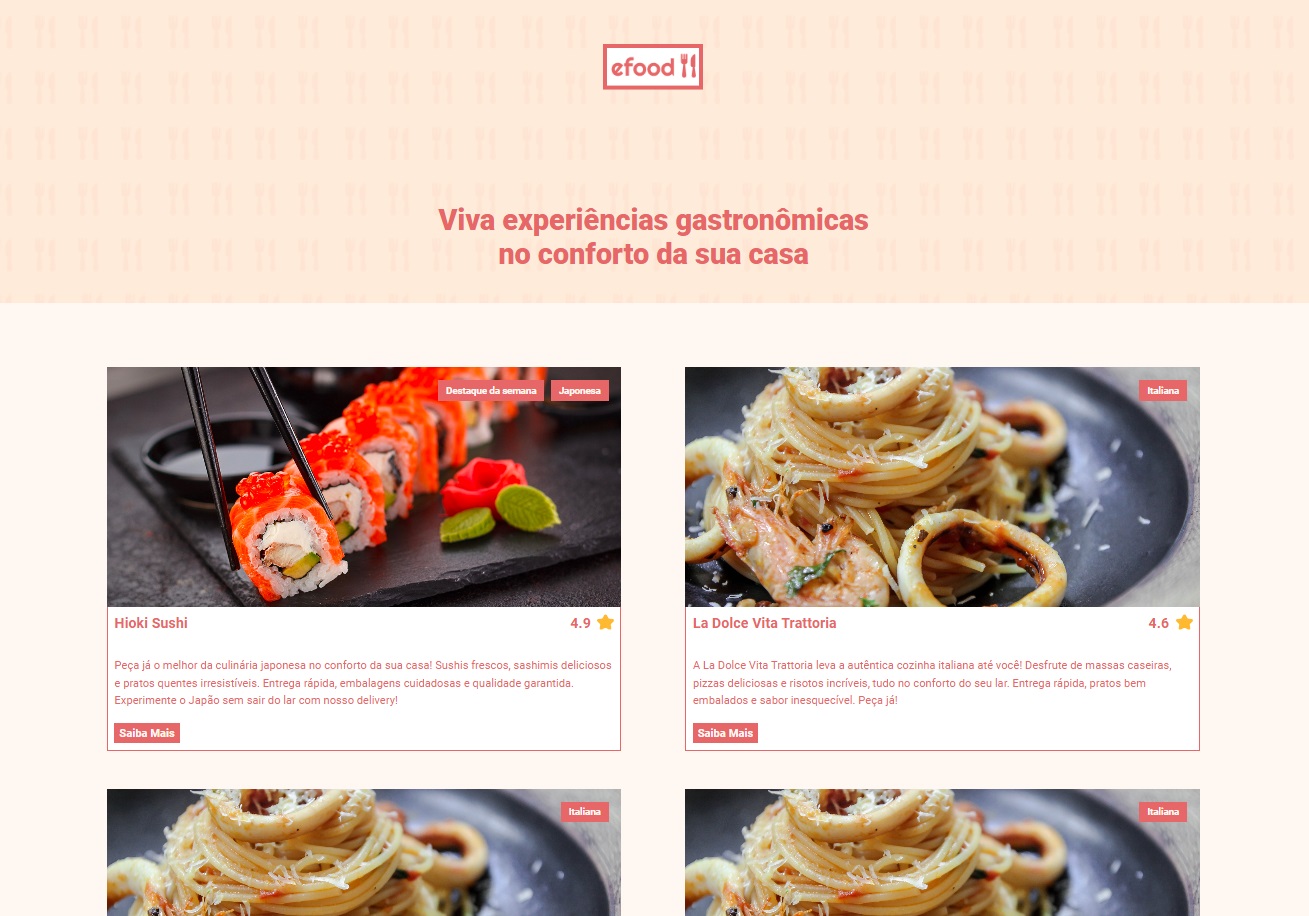 efood
Viva experiências gastronômicas
no conforto da sua casa
Destaque da semana
Japonesa
Hioki Sushi
4.9
Peça já o melhor da culinária japonesa no conforto da sua casa! Sushis frescos, sashimis deliciosos
e pratos quentes irresistíveis. Entrega rápida, embalagens cuidadosas e qualidade garantida.
Experimente o Japão sem sair do lar com nosso delivery!
Saiba Mais
Italiana
La Dolce Vita Trattoria
4.6
A La Dolce Vita Trattoria leva a autêntica cozinha italiana até você! Desfrute de massas caseiras,
pizzas deliciosas e risotos incríveis, tudo no conforto do seu lar. Entrega rápida, pratos bem
embalados e sabor inesquecível. Peça já!
Saiba Mais
Italiana
Italiana